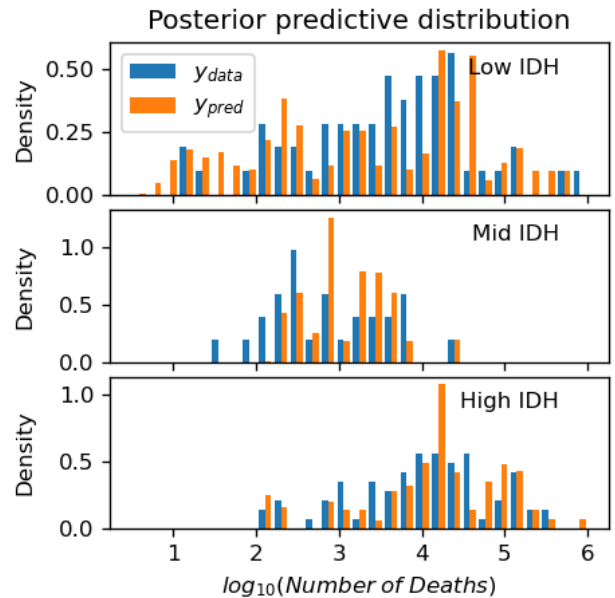 Posterior predictive distribution
Density
0.50
0.25
0.00
y_data
y_pred
Low IDH
Density
1.0
0.5
0.0
Mid IDH
Density
1.0
0.5
0.0
High IDH
1 2 3 4 5 6
log₁₀(Number of Deaths)